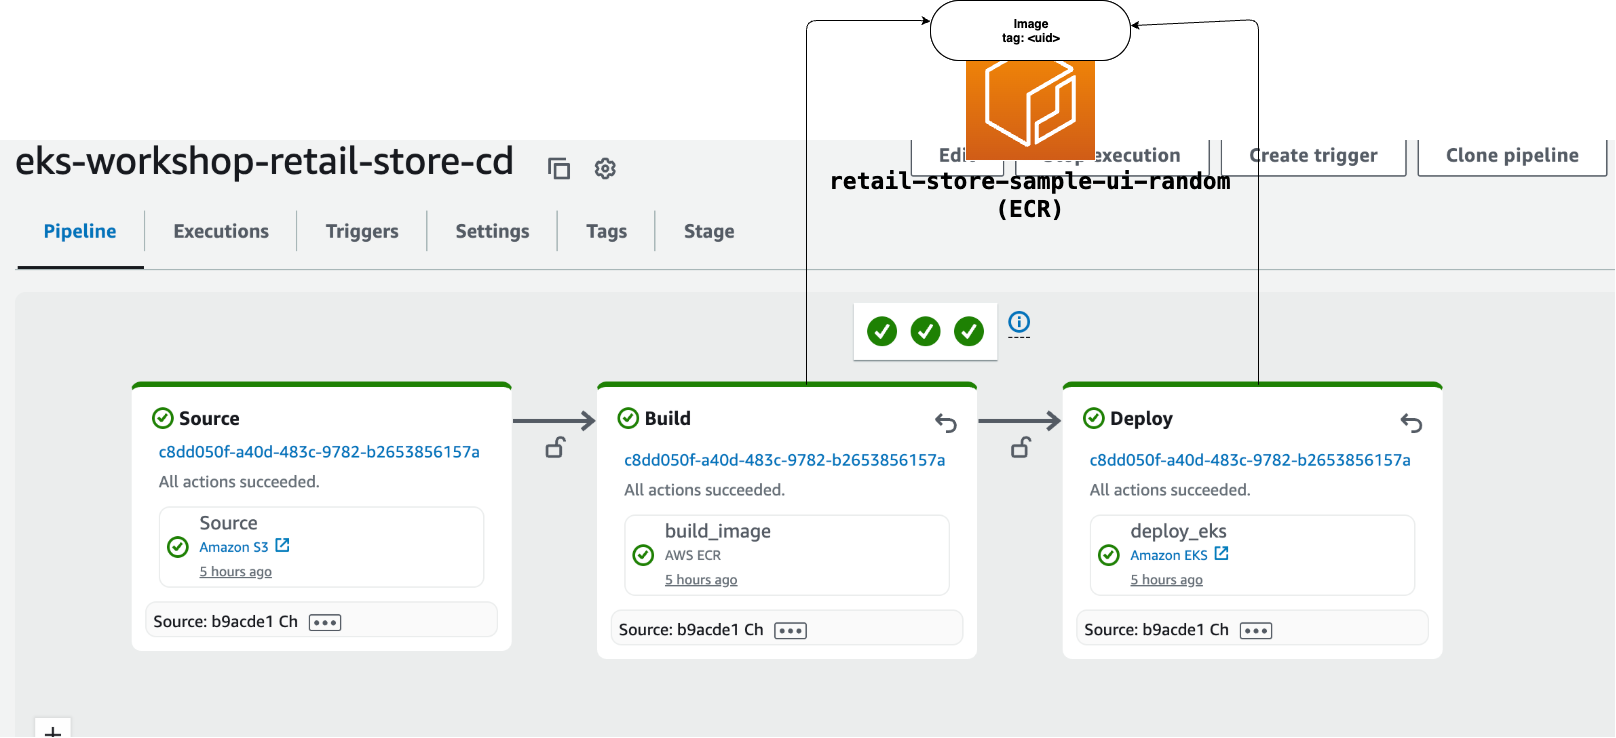 Image
tag: <uid>
eks-workshop-retail-store-cd
Edit
Stop execution
Create trigger
Clone pipeline
retail-store-sample-ui-random
(ECR)
Pipeline
Executions
Triggers
Settings
Tags
Stage
Source
c8dd050f-a40d-483c-9782-b2653856157a
All actions succeeded.
Source
Amazon S3
5 hours ago
Source: b9acde1 Ch
Build
c8dd050f-a40d-483c-9782-b2653856157a
All actions succeeded.
build_image
AWS ECR
5 hours ago
Source: b9acde1 Ch
Deploy
c8dd050f-a40d-483c-9782-b2653856157a
All actions succeeded.
deploy_eks
Amazon EKS
5 hours ago
Source: b9acde1 Ch